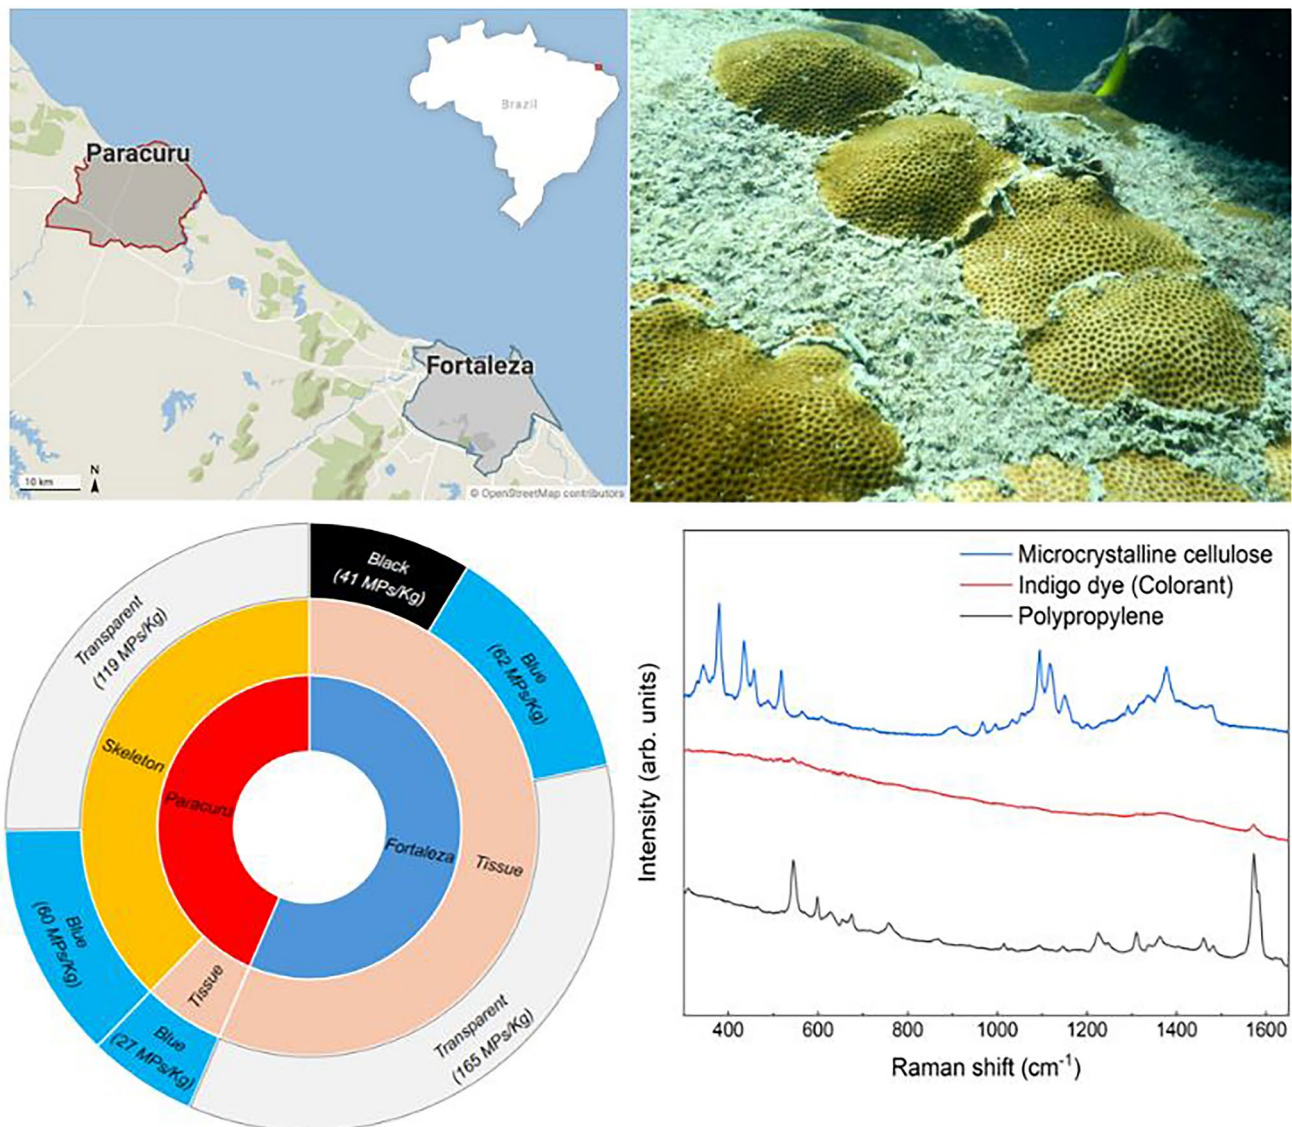 Brazil
Paracuru
Fortaleza
10 km
N
© OpenStreetMap contributors
Black
(41 MPs/Kg)
Blue
(62 MPs/Kg)
Transparent
(119 MPs/Kg)
Skeleton
Paracuru
Fortaleza
Tissue
Blue
(60 MPs/Kg)
Tissue
Blue
(27 MPs/Kg)
Transparent
(165 MPs/Kg)
Microcrystalline cellulose
Indigo dye (Colorant)
Polypropylene
Intensity (arb. units)
400 600 800 1000 1200 1400 1600
Raman shift (cm⁻¹)